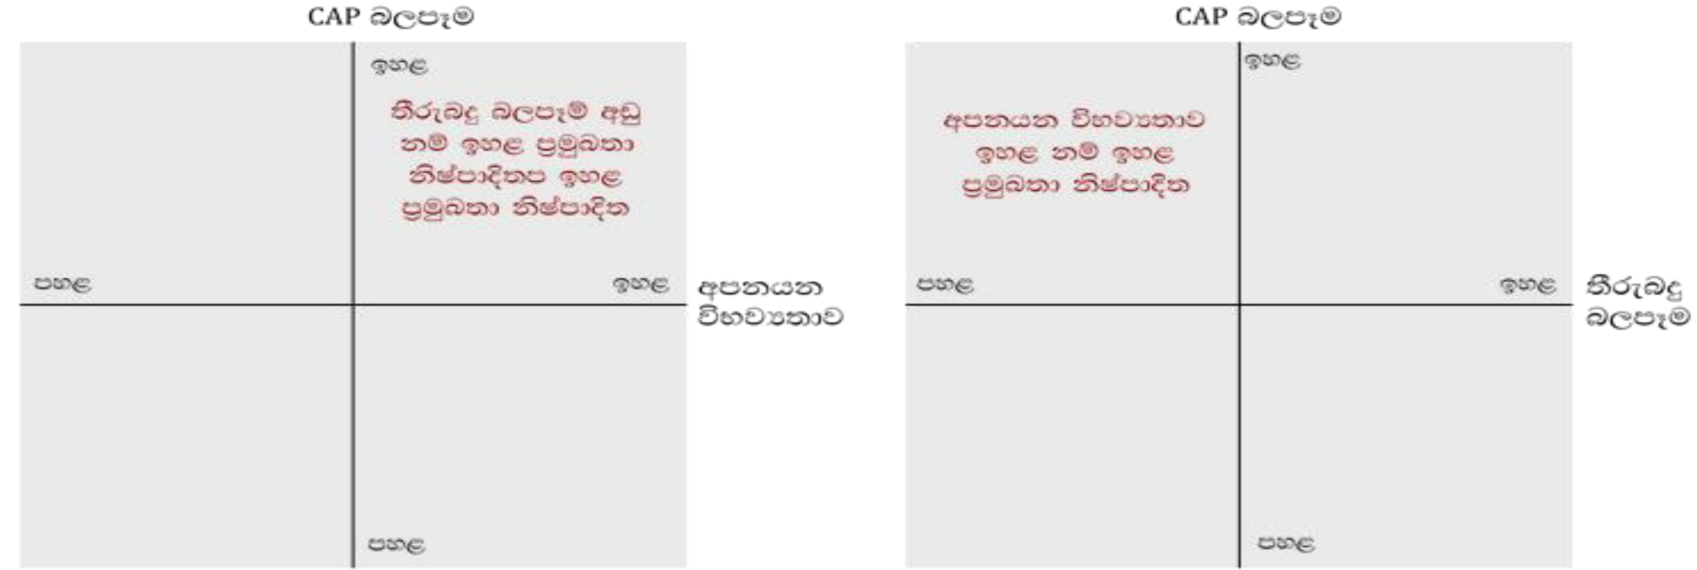 CAP බලපෑම
ඉහළ
තීරුබදු බලපෑම් අඩු
නම් ඉහළ ප්‍රමුඛතා
නිෂ්පාදිතප ඉහළ
ප්‍රමුඛතා නිෂ්පාදිත
පහළ
ඉහළ
අපනයන
විභව්‍යතාව
පහළ
CAP බලපෑම
ඉහළ
අපනයන විභව්‍යතාව
ඉහළ නම් ඉහළ
ප්‍රමුඛතා නිෂ්පාදිත
පහළ
ඉහළ
තීරුබදු
බලපෑම
පහළ